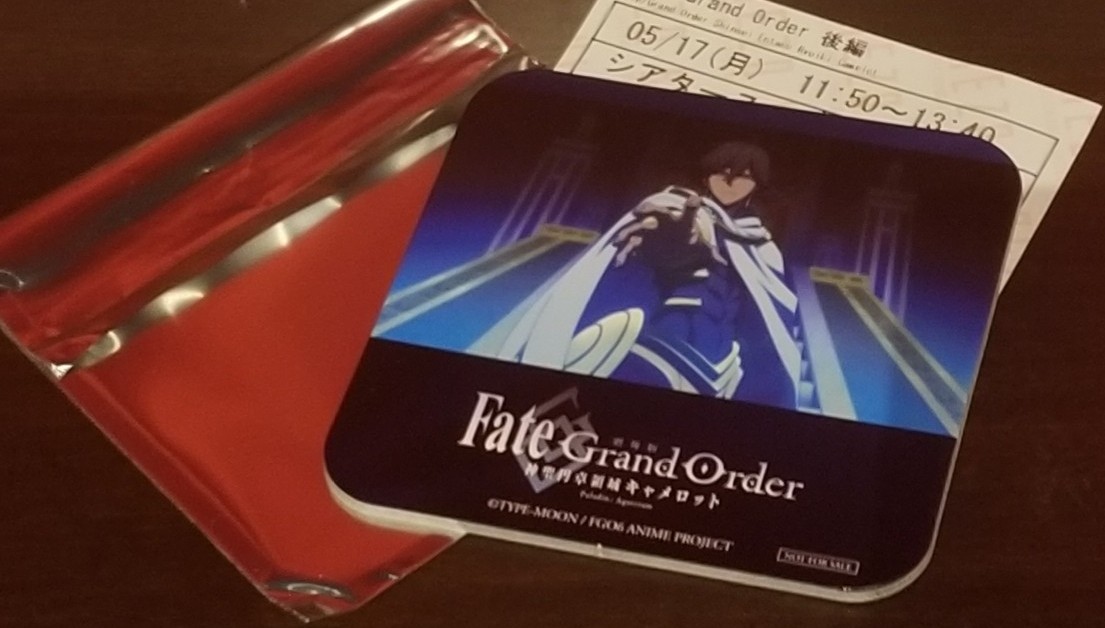 Grand Order 後編
05/17(月) 11:50～13:40
シアター
Fate Grand Order
劇場版
神聖円卓領域キャメロット
Paladin; Agateram
©TYPE-MOON / FGO6 ANIME PROJECT
NOT FOR SALE